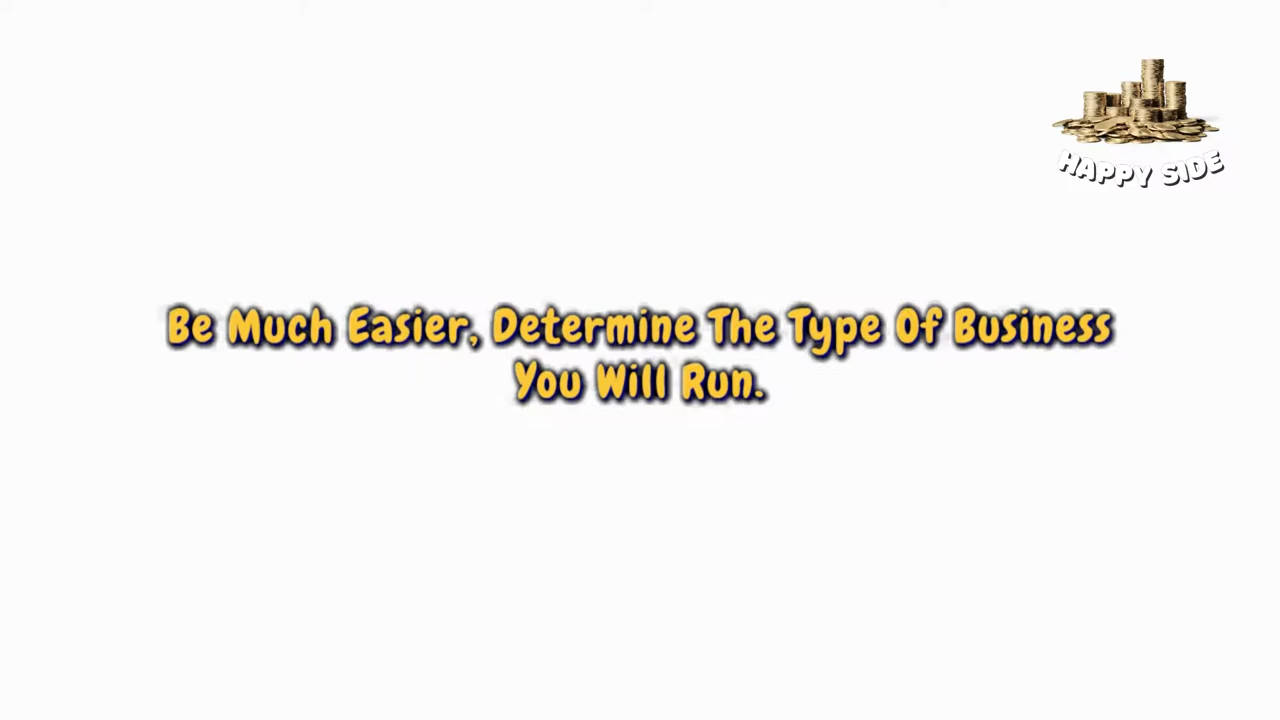 HAPPY SIDE
Be Much Easier, Determine The Type Of Business
You Will Run.